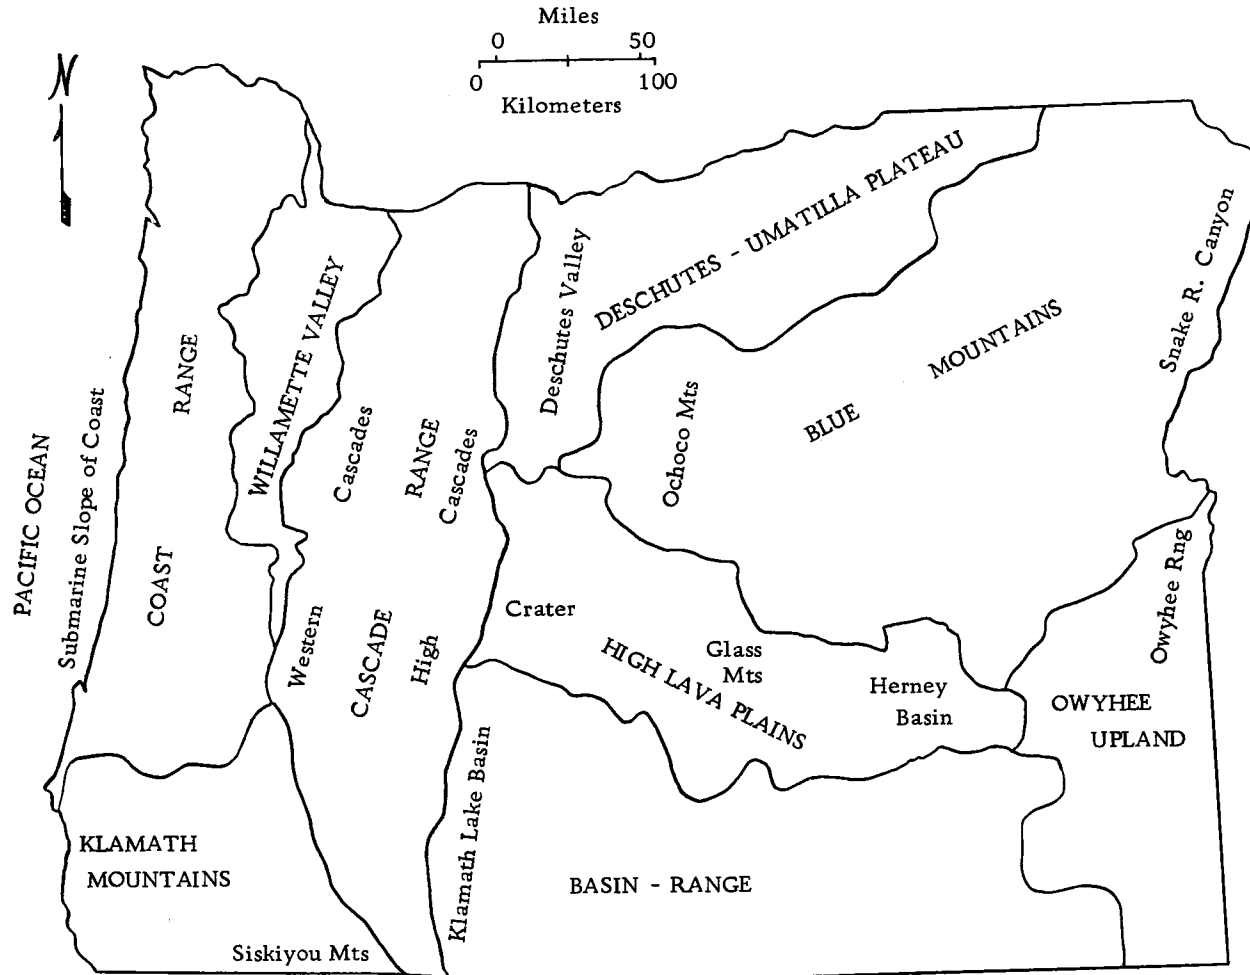 Miles
0 50
0 100
Kilometers
N
PACIFIC OCEAN
Submarine Slope of Coast
COAST RANGE
WILLAMETTE VALLEY
Western Cascades
CASCADE RANGE
High Cascades
Deschutes Valley
DESCHUTES - UMATILLA PLATEAU
Ochoco Mts
BLUE MOUNTAINS
Snake R. Canyon
Owyhee Rng
Crater
Glass
Mts
HIGH LAVA PLAINS
Herney
Basin
OWYHEE
UPLAND
Klamath Lake Basin
KLAMATH
MOUNTAINS
BASIN - RANGE
Siskiyou Mts